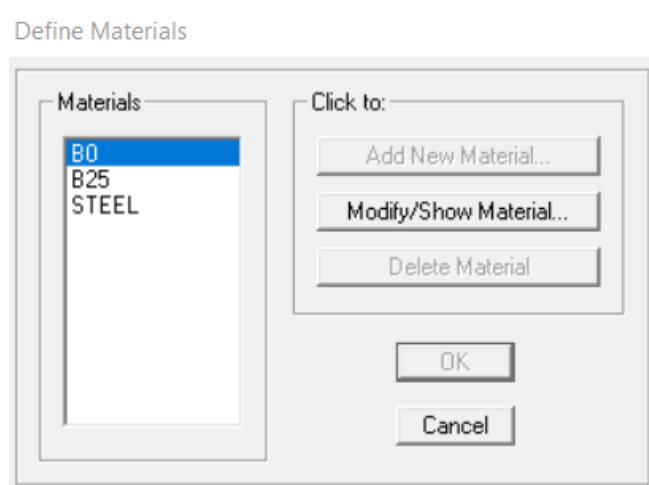 Define Materials
Materials
B0
B25
STEEL
Click to:
Add New Material...
Modify/Show Material...
Delete Material
OK
Cancel